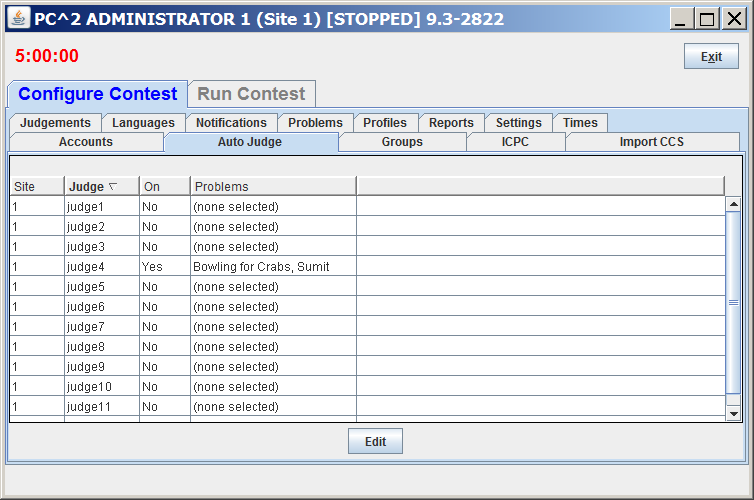 PC^2 ADMINISTRATOR 1 (Site 1) [STOPPED] 9.3-2822
5:00:00
Exit
Configure Contest Run Contest
Judgements Languages Notifications Problems Profiles Reports Settings Times
Accounts Auto Judge Groups ICPC Import CCS
Site Judge On Problems
1 judge1 No (none selected)
1 judge2 No (none selected)
1 judge3 No (none selected)
1 judge4 Yes Bowling for Crabs, Sumit
1 judge5 No (none selected)
1 judge6 No (none selected)
1 judge7 No (none selected)
1 judge8 No (none selected)
1 judge9 No (none selected)
1 judge10 No (none selected)
1 judge11 No (none selected)
Edit